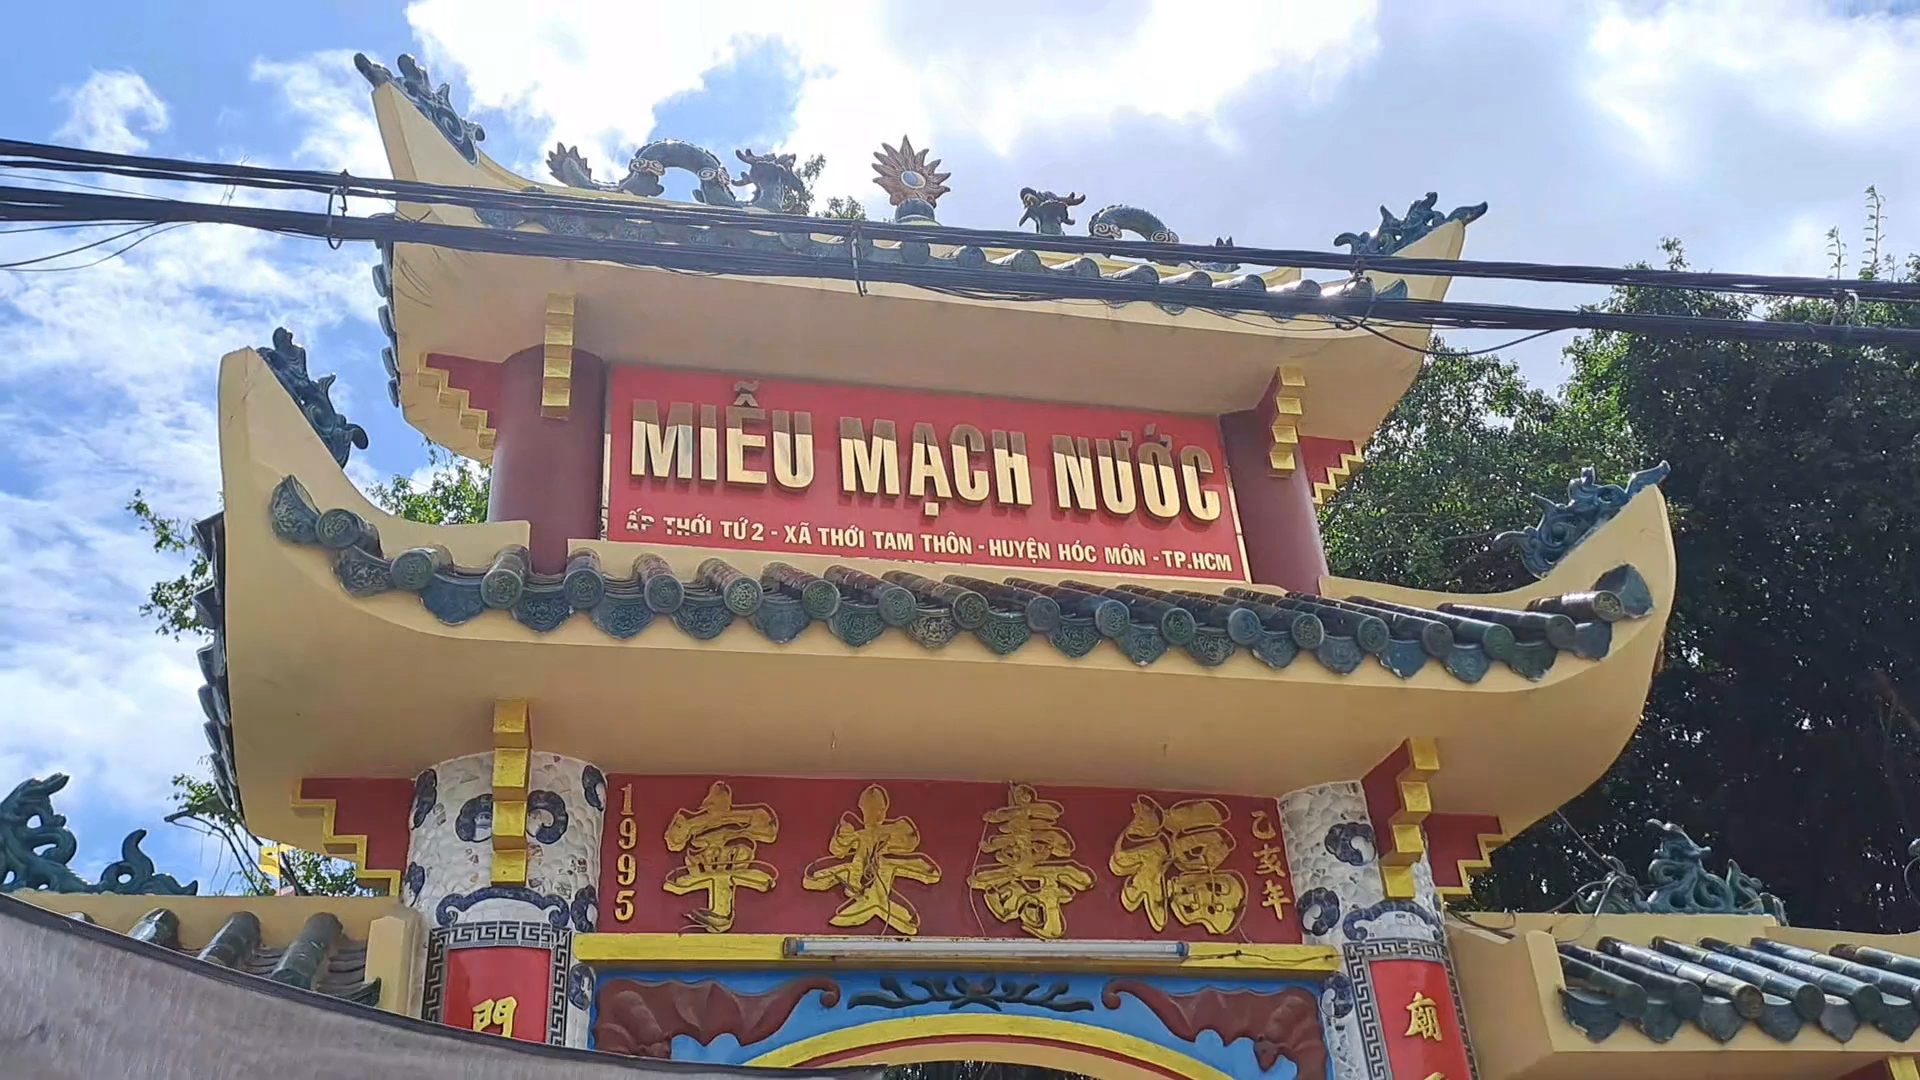 MIỄU MẠCH NƯỚC
ẤP THỚI TỨ 2 - XÃ THỚI TAM THÔN - HUYỆN HÓC MÔN - TP.HCM
乙亥年
福壽安寧
1995
廟
門